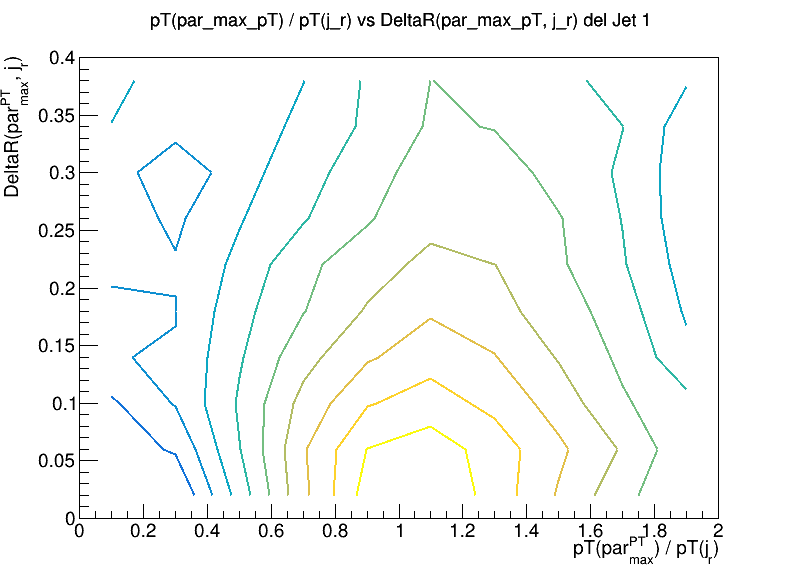 pT(par_max_pT) / pT(j_r) vs DeltaR(par_max_pT, j_r) del Jet 1
DeltaR(par^PT_max, j_r)
0.4
0.35
0.3
0.25
0.2
0.15
0.1
0.05
0
0 0.2 0.4 0.6 0.8 1 1.2 1.4 1.6 1.8 2
pT(par^PT_max) / pT(j_r)